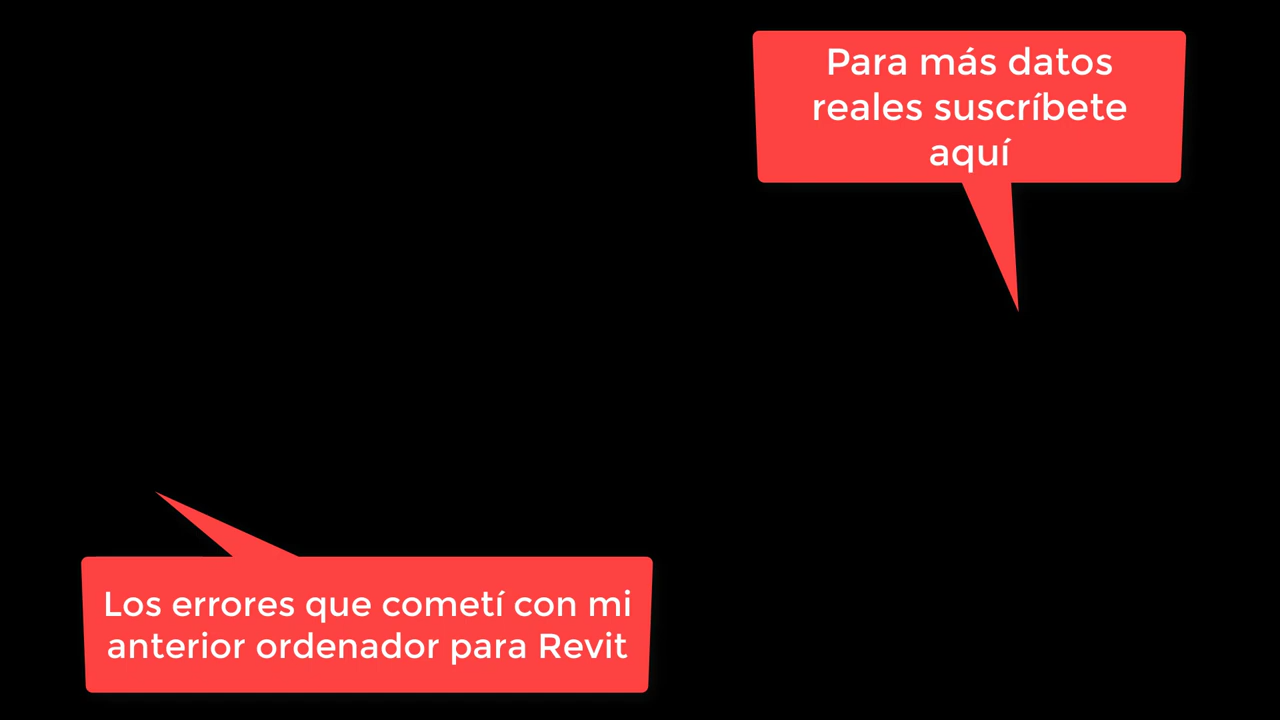 Para más datos
reales suscríbete
aquí
Los errores que cometí con mi
anterior ordenador para Revit